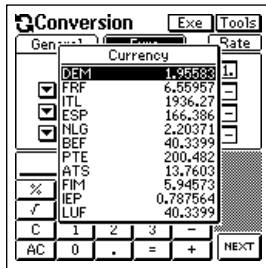 Conversion Exe Tools
Rate
Currency
1.
DEM 1.95583
FRF 6.55957
ITL 1936.27
ESP 166.386
NLG 2.20371
BEF 40.3399
PTE 200.482
ATS 13.7603
FIM 5.94573
IEP 0.787564
LUF 40.3399
%
√
C 1 2 3 −
AC 0 . = + NEXT